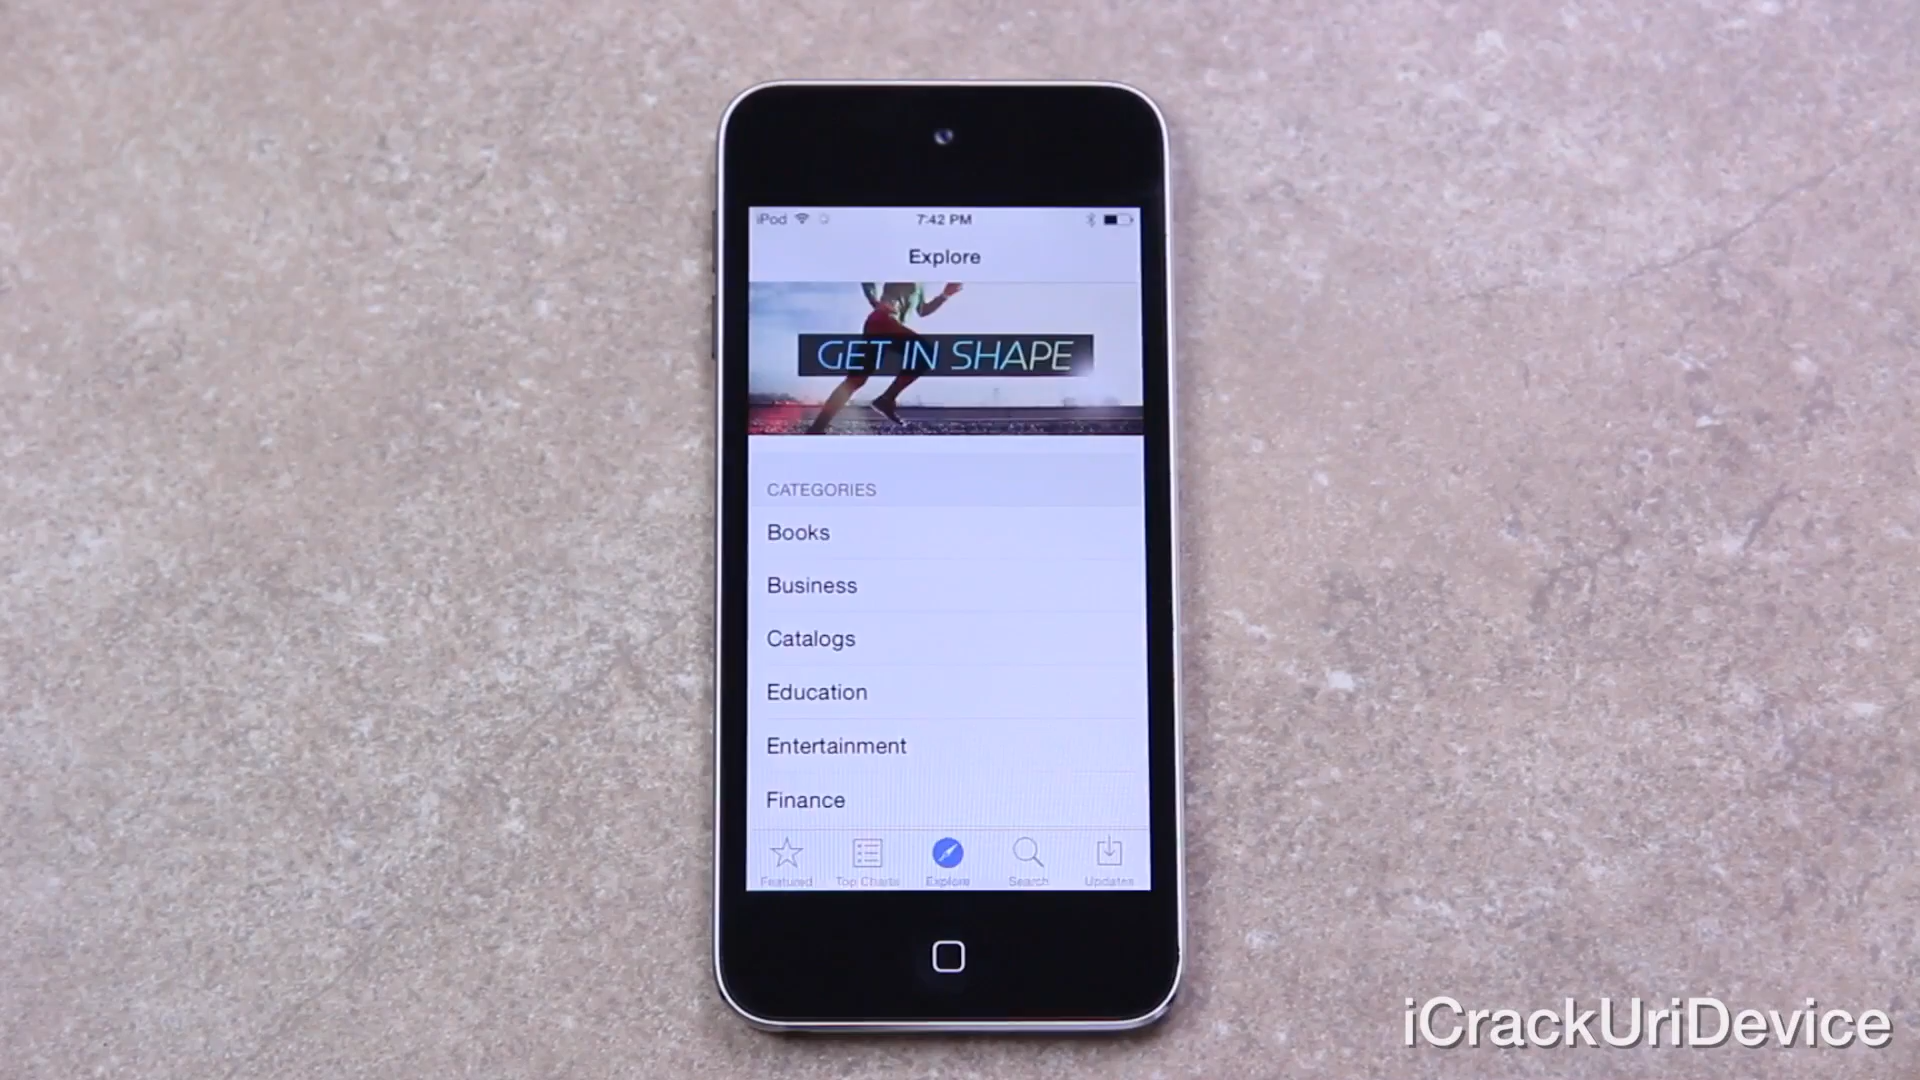 iPod 7:42 PM
Explore
GET IN SHAPE
CATEGORIES
Books
Business
Catalogs
Education
Entertainment
Finance
Featured Top Charts Explore Search Updates
iCrackUriDevice